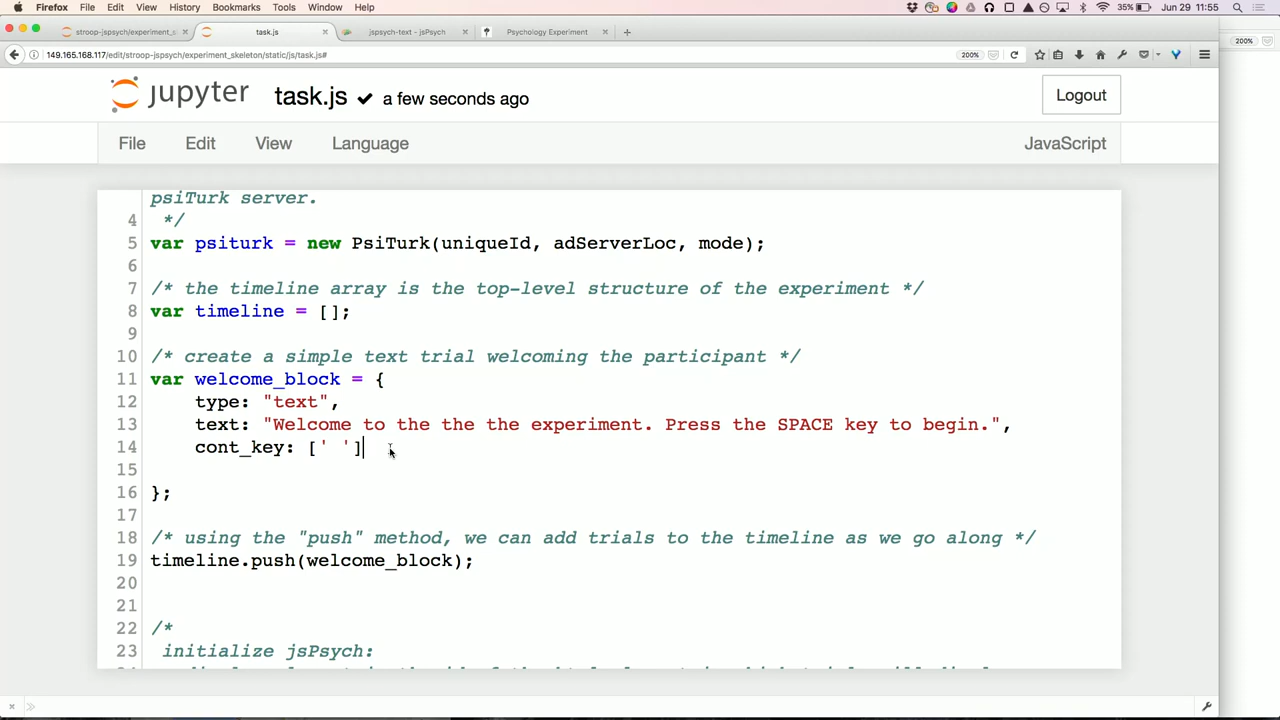 Firefox File Edit View History Bookmarks Tools Window Help 35% Jun 29 11:55
stroop-jspsych/experiment_s task.js jspsych-text - jsPsych Psychology Experiment
149.165.168.117/edit/stroop-jspsych/experiment_skeleton/static/js/task.js# 200% 200%
jupyter task.js a few seconds ago Logout
File Edit View Language JavaScript
psiTurk server.
4 */
5 var psiturk = new PsiTurk(uniqueId, adServerLoc, mode);
6
7 /* the timeline array is the top-level structure of the experiment */
8 var timeline = [];
9
10 /* create a simple text trial welcoming the participant */
11 var welcome_block = {
12 type: "text",
13 text: "Welcome to the the the experiment. Press the SPACE key to begin.",
14 cont_key: [' ']
15
16 };
17
18 /* using the "push" method, we can add trials to the timeline as we go along */
19 timeline.push(welcome_block);
20
21
22 /*
23 initialize jsPsych: